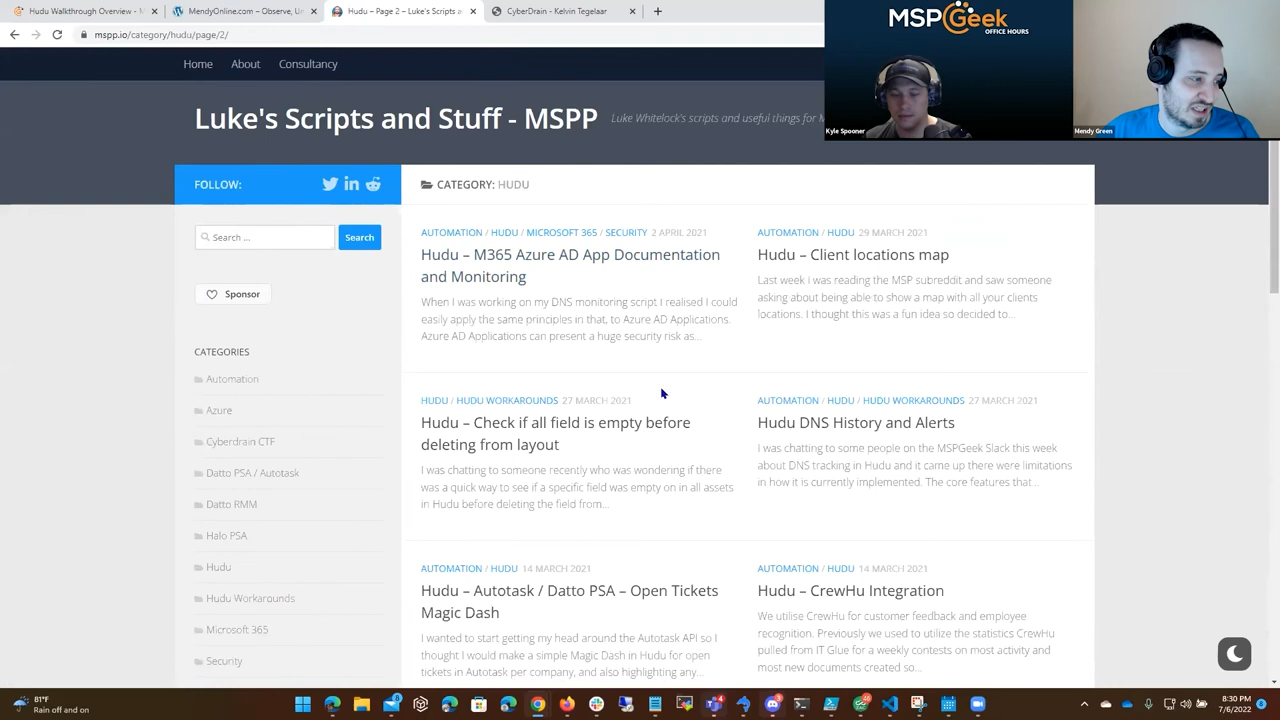 Hudu Walkthrough Overview - M
MendyOnline.com – Observe, Un
Hudu – Page 2 – Luke's Scripts an
CyberDrain - Kelvin Tegelaar
mspp.io/category/hudu/page/2/
MSPGeek
OFFICE HOURS
Kyle Spooner
Mendy Green
Home
About
Consultancy
Luke's Scripts and Stuff - MSPP
Luke Whitelock's scripts and useful things for M
FOLLOW:
Search ...
Search
Sponsor
CATEGORIES
Automation
Azure
Cyberdrain CTF
Datto PSA / Autotask
Datto RMM
Halo PSA
Hudu
Hudu Workarounds
Microsoft 365
Security
CATEGORY: HUDU
AUTOMATION / HUDU / MICROSOFT 365 / SECURITY 2 APRIL 2021
Hudu – M365 Azure AD App Documentation
and Monitoring
When I was working on my DNS monitoring script I realised I could
easily apply the same principles in that, to Azure AD Applications.
Azure AD Applications can present a huge security risk as...
AUTOMATION / HUDU 29 MARCH 2021
Hudu – Client locations map
Last week i was reading the MSP subreddit and saw someone
asking about being able to show a map with all your clients
locations. I thought this was a fun idea so decided to...
HUDU / HUDU WORKAROUNDS 27 MARCH 2021
Hudu – Check if all field is empty before
deleting from layout
I was chatting to someone recently who was wondering if there
was a quick way to see if a specific field was empty on in all assets
in Hudu before deleting the field from...
AUTOMATION / HUDU / HUDU WORKAROUNDS 27 MARCH 2021
Hudu DNS History and Alerts
I was chatting to some people on the MSPGeek Slack this week
about DNS tracking in Hudu and it came up there were limitations
in how it is currently implemented. The core features that...
AUTOMATION / HUDU 14 MARCH 2021
Hudu – Autotask / Datto PSA – Open Tickets
Magic Dash
I wanted to start getting my head around the Autotask API so I
thought I would make a simple Magic Dash in Hudu for open
tickets in Autotask per company, and also highlighting any...
AUTOMATION / HUDU 14 MARCH 2021
Hudu – CrewHu Integration
We utilise CrewHu for customer feedback and employee
recognition. Previously we used to utilize the statistics CrewHu
pulled from IT Glue for a weekly contests on most activity and
most new documents created so...
81°F
Rain off and on
8:30 PM
7/6/2022